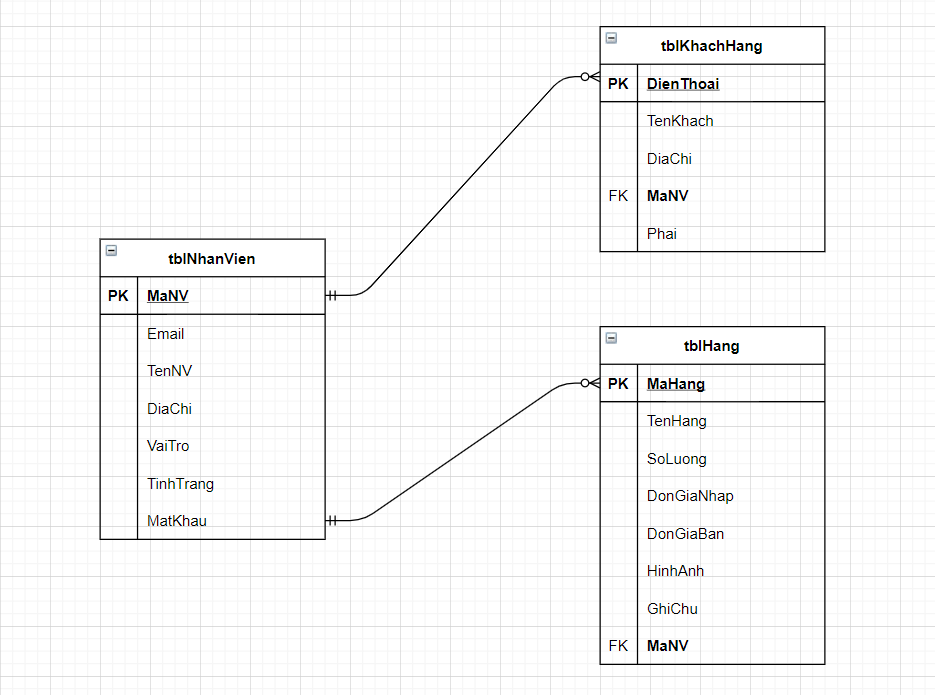 tblKhachHang
PK DienThoai
TenKhach
DiaChi
FK MaNV
Phai
tblNhanVien
PK MaNV
Email
TenNV
DiaChi
VaiTro
TinhTrang
MatKhau
tblHang
PK MaHang
TenHang
SoLuong
DonGiaNhap
DonGiaBan
HinhAnh
GhiChu
FK MaNV